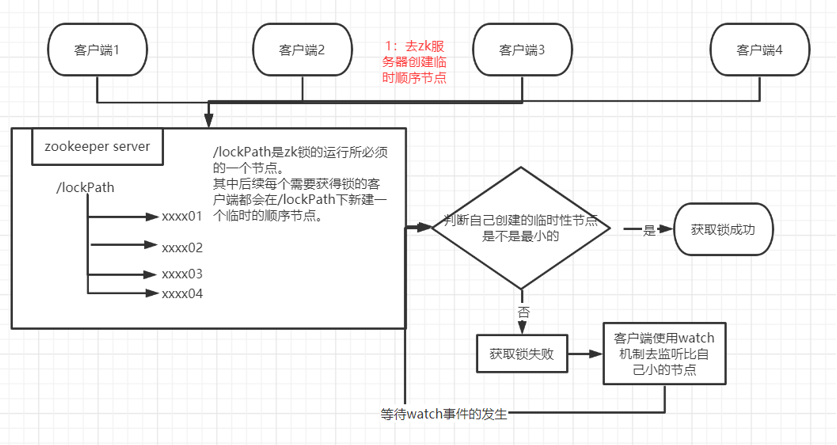 客户端1
客户端2
1：去zk服
务器创建临
时顺序节点
客户端3
客户端4
zookeeper server
/lockPath是zk锁的运行所必须
的一个节点。
其中后续每个需要获得锁的客
户端都会在/lockPath下新建一
个临时的顺序节点。
/lockPath
xxxx01
xxxx02
xxxx03
xxxx04
判断自己创建的临时性节点
是不是最小的
是
获取锁成功
否
获取锁失败
客户端使用watch
机制去监听比自
己小的节点
等待watch事件的发生